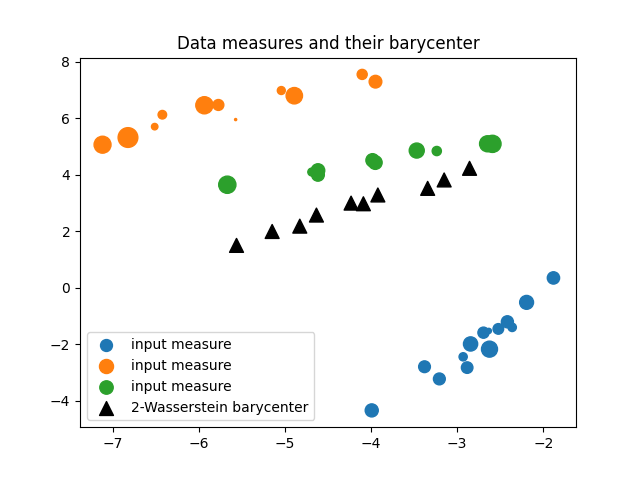 Data measures and their barycenter
8
6
4
2
0
−2
−4
input measure
input measure
input measure
2-Wasserstein barycenter
−7 −6 −5 −4 −3 −2